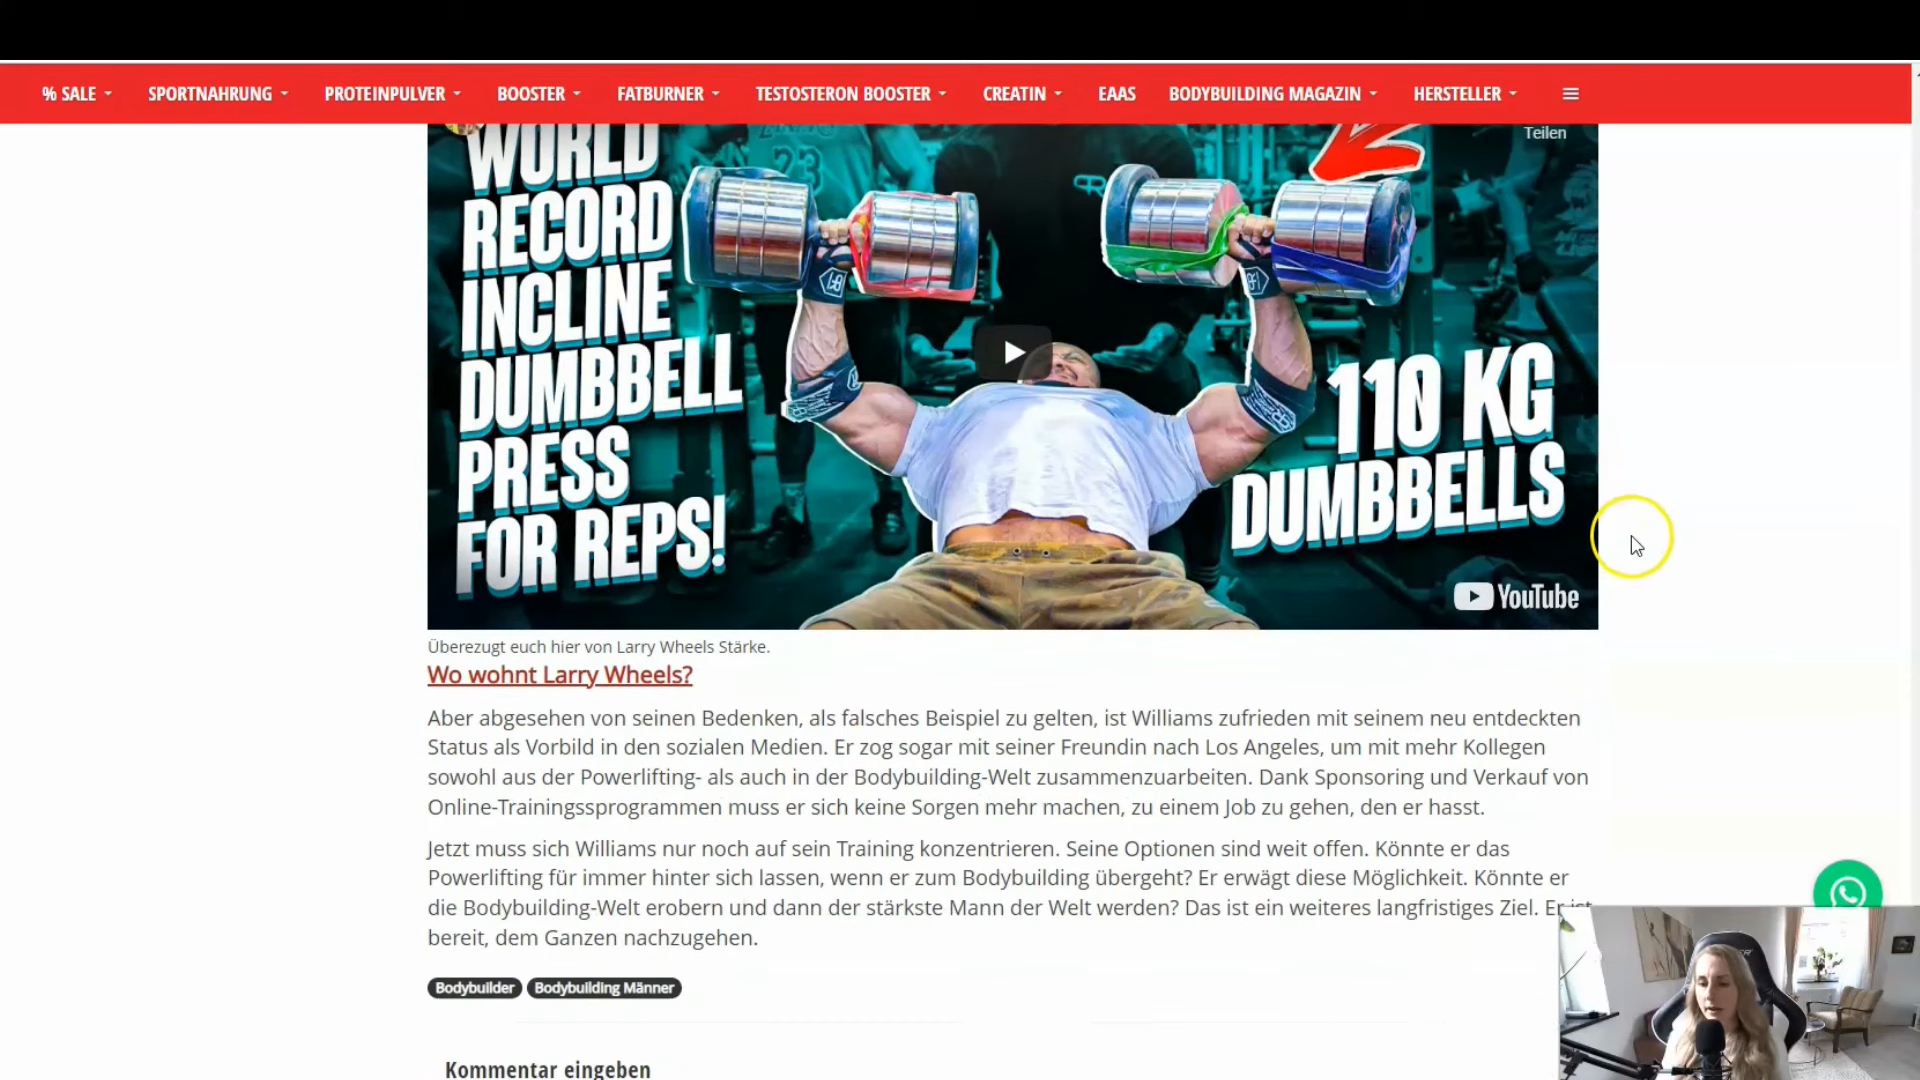 % SALE SPORTNAHRUNG PROTEINPULVER BOOSTER FATBURNER TESTOSTERON BOOSTER CREATIN EAAS BODYBUILDING MAGAZIN HERSTELLER
Teilen
23
WORLD
RECORD
INCLINE
DUMBBELL
PRESS
FOR REPS!
110 KG
DUMBBELLS
YouTube
Überezugt euch hier von Larry Wheels Stärke.
Wo wohnt Larry Wheels?
Aber abgesehen von seinen Bedenken, als falsches Beispiel zu gelten, ist Williams zufrieden mit seinem neu entdeckten
Status als Vorbild in den sozialen Medien. Er zog sogar mit seiner Freundin nach Los Angeles, um mit mehr Kollegen
sowohl aus der Powerlifting- als auch in der Bodybuilding-Welt zusammenzuarbeiten. Dank Sponsoring und Verkauf von
Online-Trainingssprogrammen muss er sich keine Sorgen mehr machen, zu einem Job zu gehen, den er hasst.
Jetzt muss sich Williams nur noch auf sein Training konzentrieren. Seine Optionen sind weit offen. Könnte er das
Powerlifting für immer hinter sich lassen, wenn er zum Bodybuilding übergeht? Er erwägt diese Möglichkeit. Könnte er
die Bodybuilding-Welt erobern und dann der stärkste Mann der Welt werden? Das ist ein weiteres langfristiges Ziel. Er ist
bereit, dem Ganzen nachzugehen.
Bodybuilder Bodybuilding Männer
Kommentar eingeben